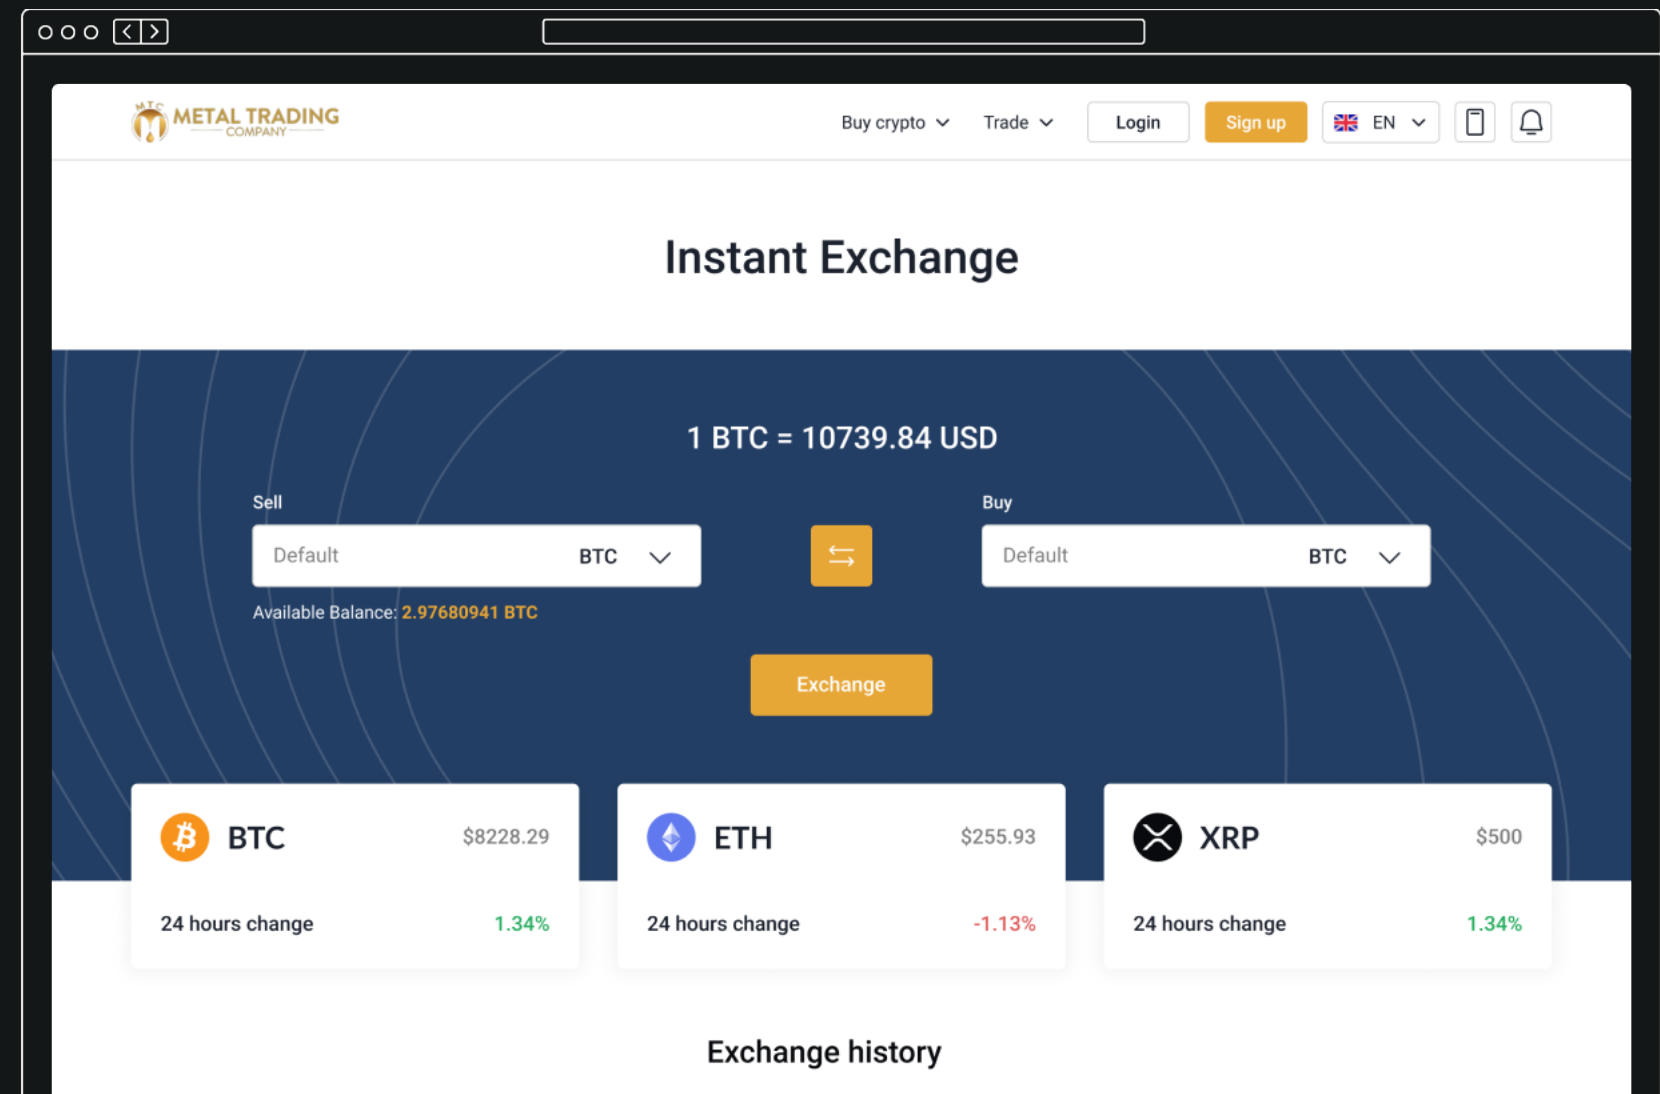 MTC METAL TRADING
COMPANY
Buy crypto
Trade
Login
Sign up
EN
Instant Exchange
1 BTC = 10739.84 USD
Sell
Buy
Default BTC
Default BTC
Available Balance: 2.97680941 BTC
Exchange
BTC $8228.29
24 hours change 1.34%
ETH $255.93
24 hours change -1.13%
XRP $500
24 hours change 1.34%
Exchange history